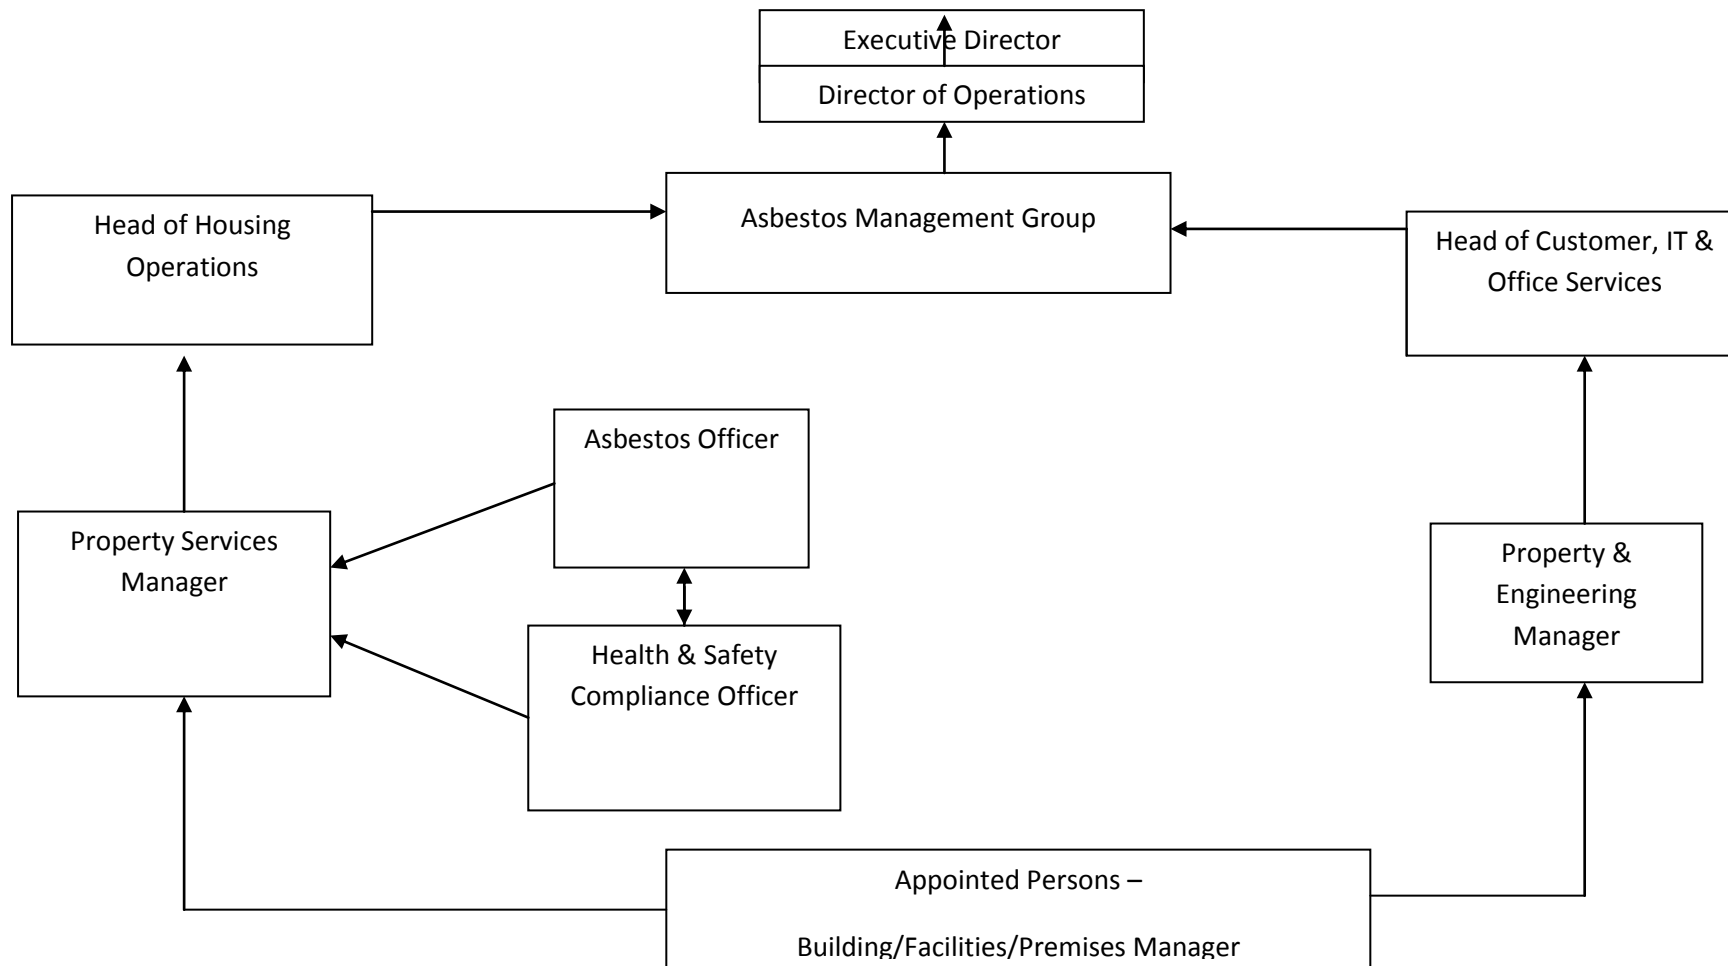 Executive Director
Director of Operations
Asbestos Management Group
Head of Housing
Operations
Head of Customer, IT &
Office Services
Asbestos Officer
Property Services
Manager
Property &
Engineering
Manager
Health & Safety
Compliance Officer
Appointed Persons –
Building/Facilities/Premises Manager